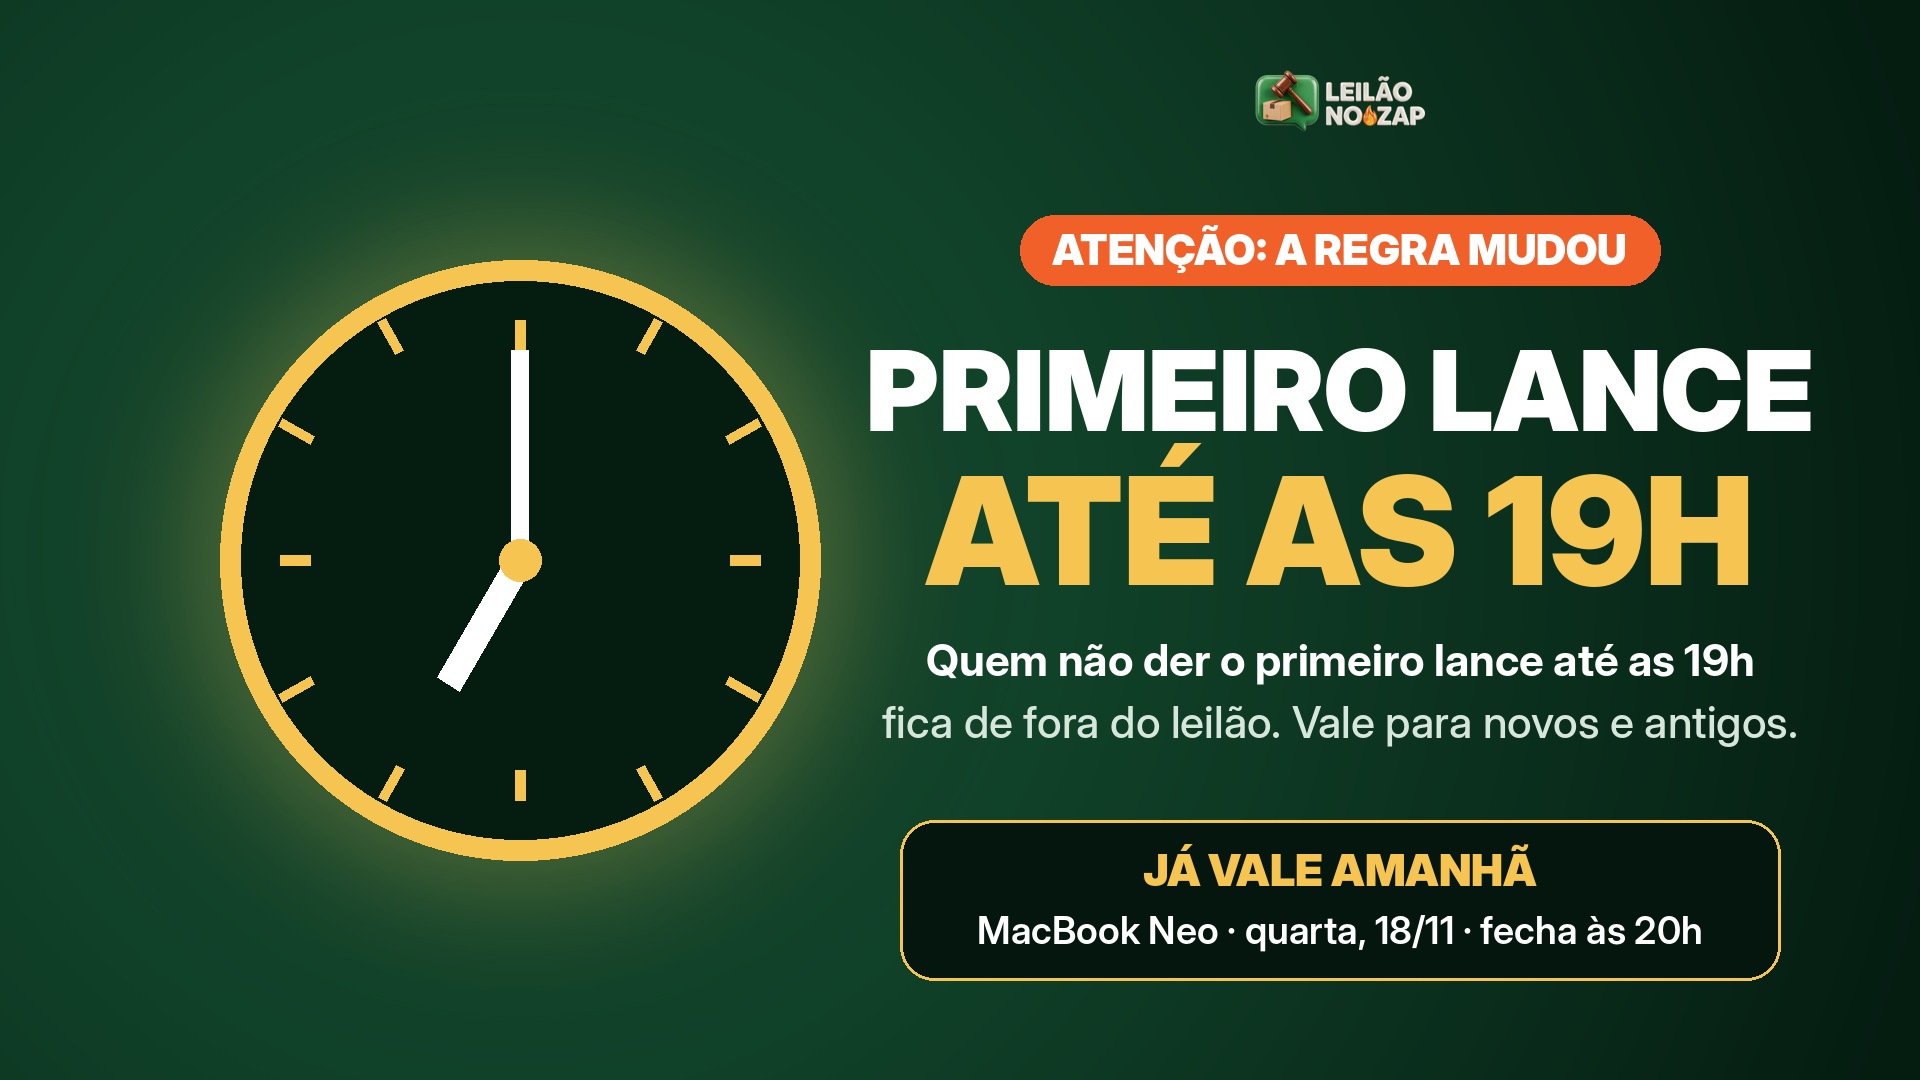 LEILÃO
NO ZAP
ATENÇÃO: A REGRA MUDOU
PRIMEIRO LANCE
ATÉ AS 19H
Quem não der o primeiro lance até as 19h
fica de fora do leilão. Vale para novos e antigos.
JÁ VALE AMANHÃ
MacBook Neo · quarta, 18/11 · fecha às 20h